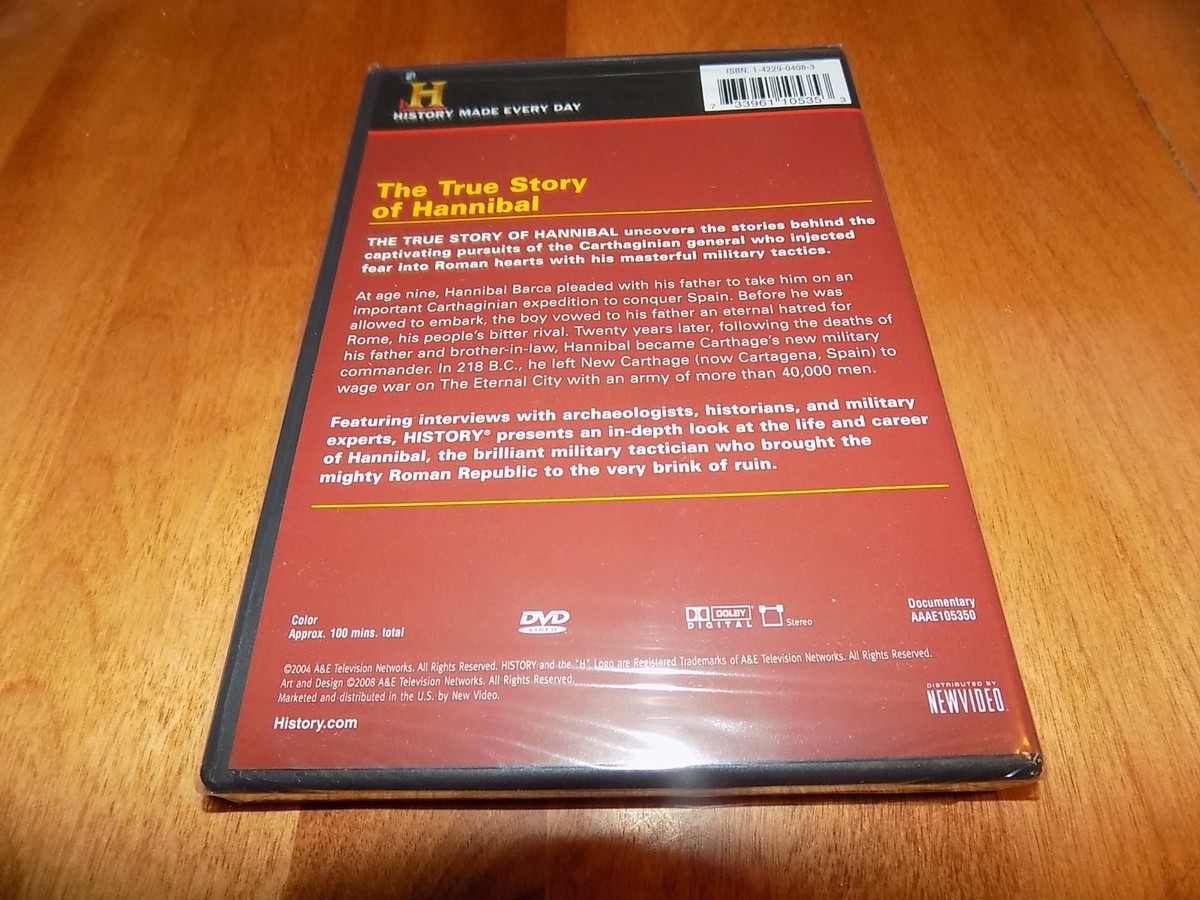 H
HISTORY MADE EVERY DAY
ISBN: 1-4229-0408-3
7 33961 10535 3
The True Story
of Hannibal
THE TRUE STORY OF HANNIBAL uncovers the stories behind the
captivating pursuits of the Carthaginian general who injected
fear into Roman hearts with his masterful military tactics.
At age nine, Hannibal Barca pleaded with his father to take him on an
important Carthaginian expedition to conquer Spain. Before he was
allowed to embark, the boy vowed to his father an eternal hatred for
Rome, his people's bitter rival. Twenty years later, following the deaths of
his father and brother-in-law, Hannibal became Carthage's new military
commander. In 218 B.C., he left New Carthage (now Cartagena, Spain) to
wage war on The Eternal City with an army of more than 40,000 men.
Featuring interviews with archaeologists, historians, and military
experts, HISTORY® presents an in-depth look at the life and career
of Hannibal, the brilliant military tactician who brought the
mighty Roman Republic to the very brink of ruin.
Color
Approx. 100 mins. total
DVD
VIDEO
DOLBY
DIGITAL
Stereo
Documentary
AAAE105350
©2004 A&E Television Networks. All Rights Reserved. HISTORY and the "H" Logo are Registered Trademarks of A&E Television Networks. All Rights Reserved.
Art and Design ©2008 A&E Television Networks. All Rights Reserved.
Marketed and distributed in the U.S. by New Video.
History.com
DISTRIBUTED BY
NEWVIDEO